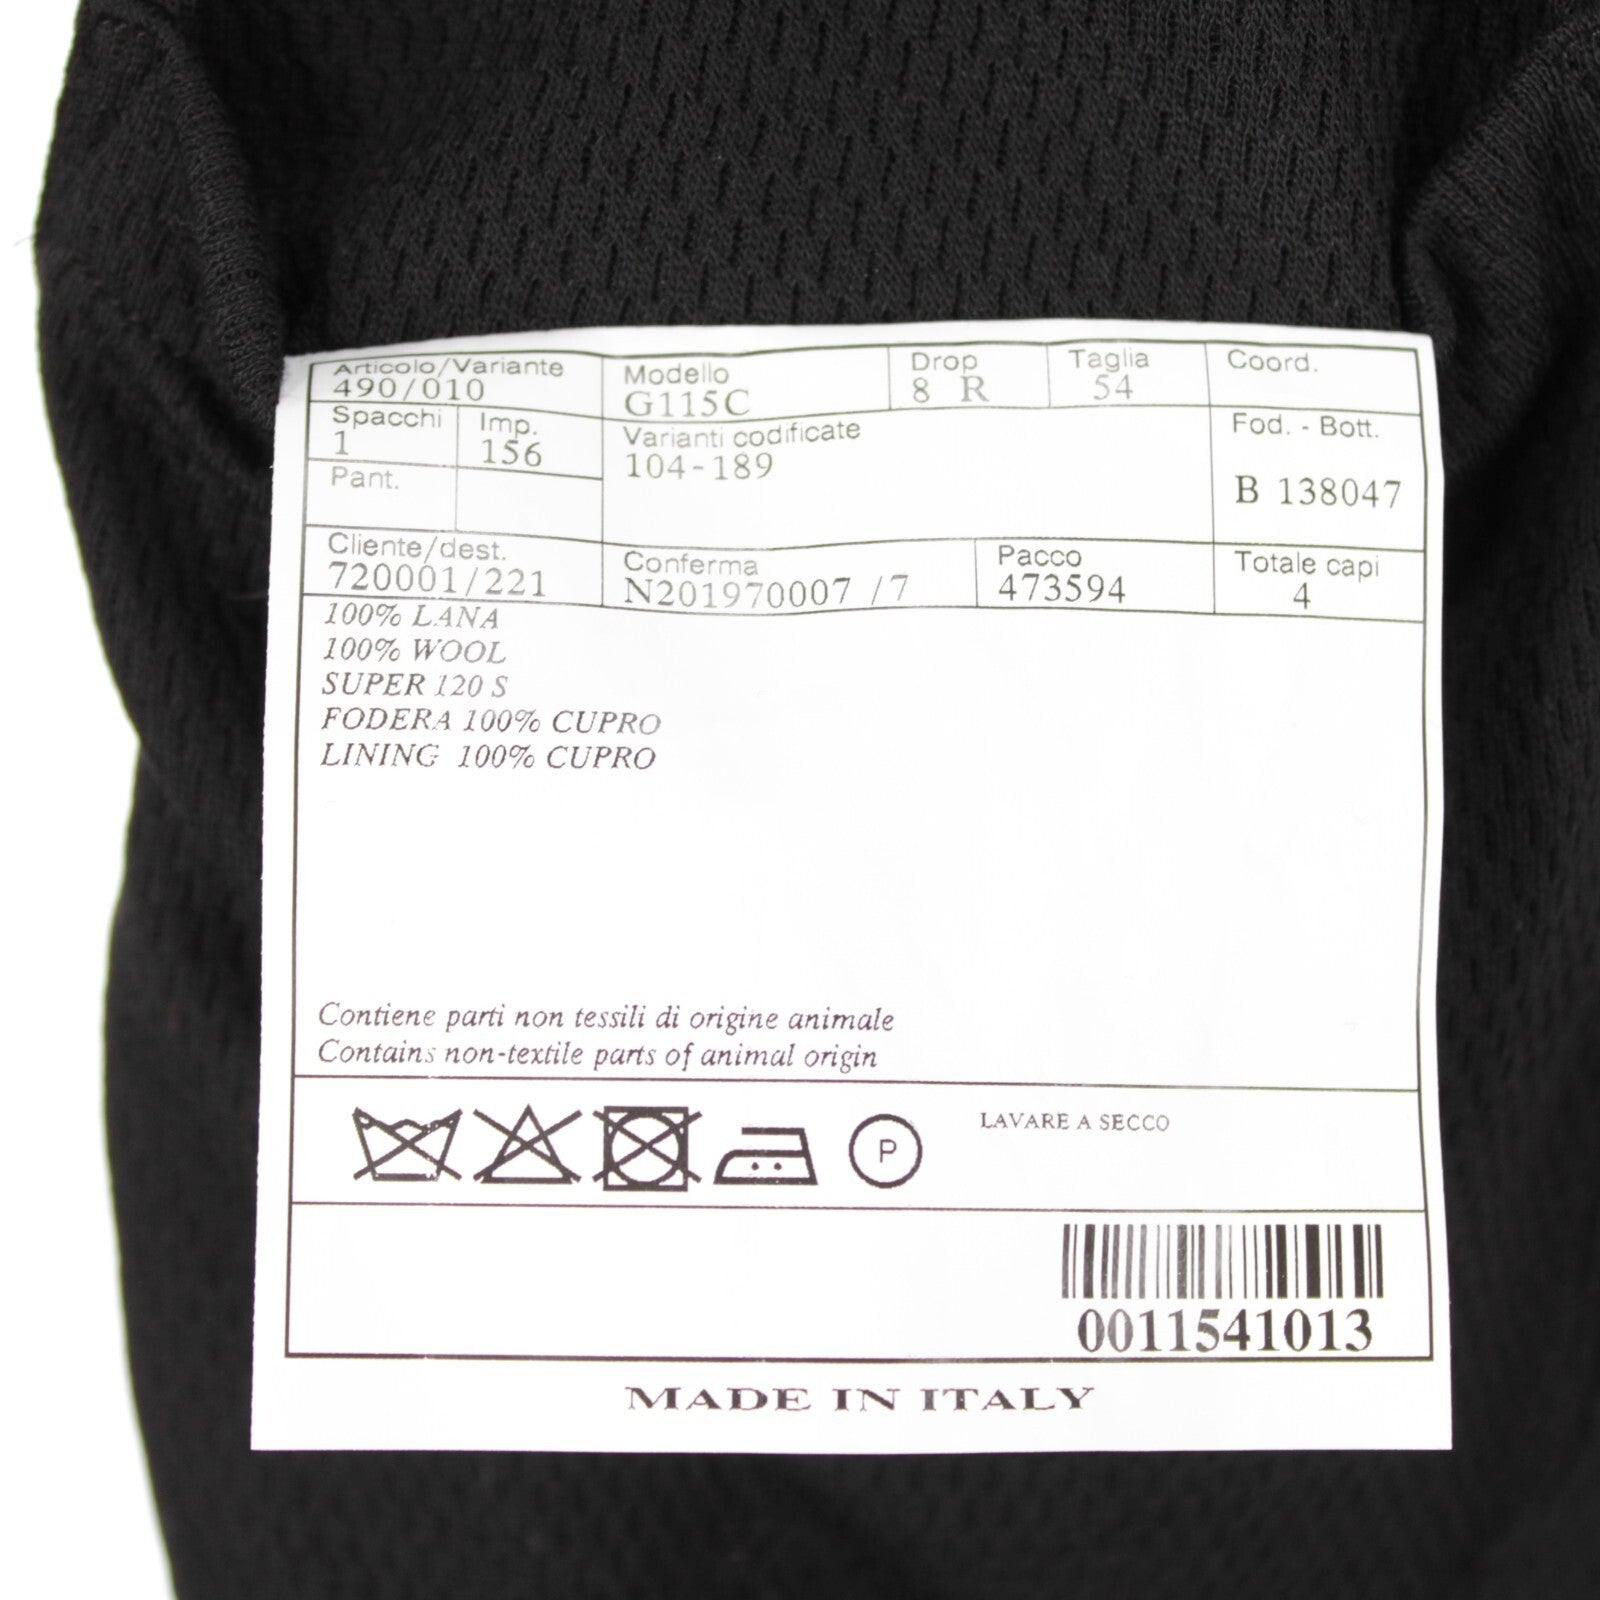 Articolo/Variante
490/010
Modello
G115C
Drop
8 R
Taglia
54
Coord.
Spacchi
1
Imp.
156
Varianti codificate
104-189
Fod. - Bott.
B 138047
Pant.
Cliente/dest.
720001/221
Conferma
N201970007 /7
Pacco
473594
Totale capi
4
100% LANA
100% WOOL
SUPER 120 S
FODERA 100% CUPRO
LINING 100% CUPRO
Contiene parti non tessili di origine animale
Contains non-textile parts of animal origin
P
LAVARE A SECCO
0011541013
MADE IN ITALY